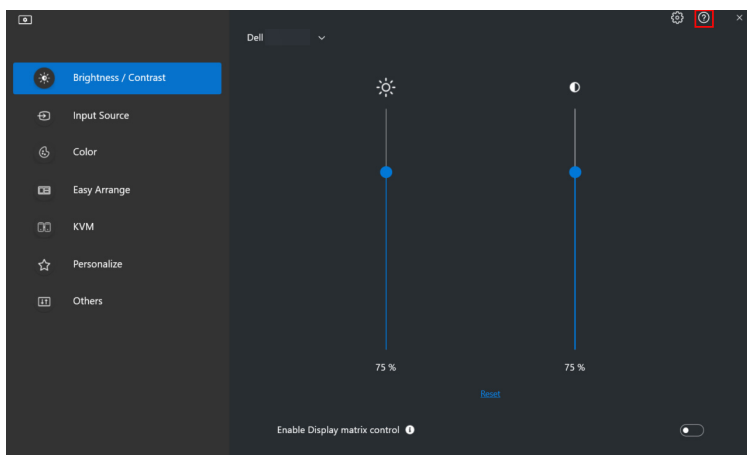 Dell
Brightness / Contrast
Input Source
Color
Easy Arrange
KVM
Personalize
Others
75 %
75 %
Reset
Enable Display matrix control